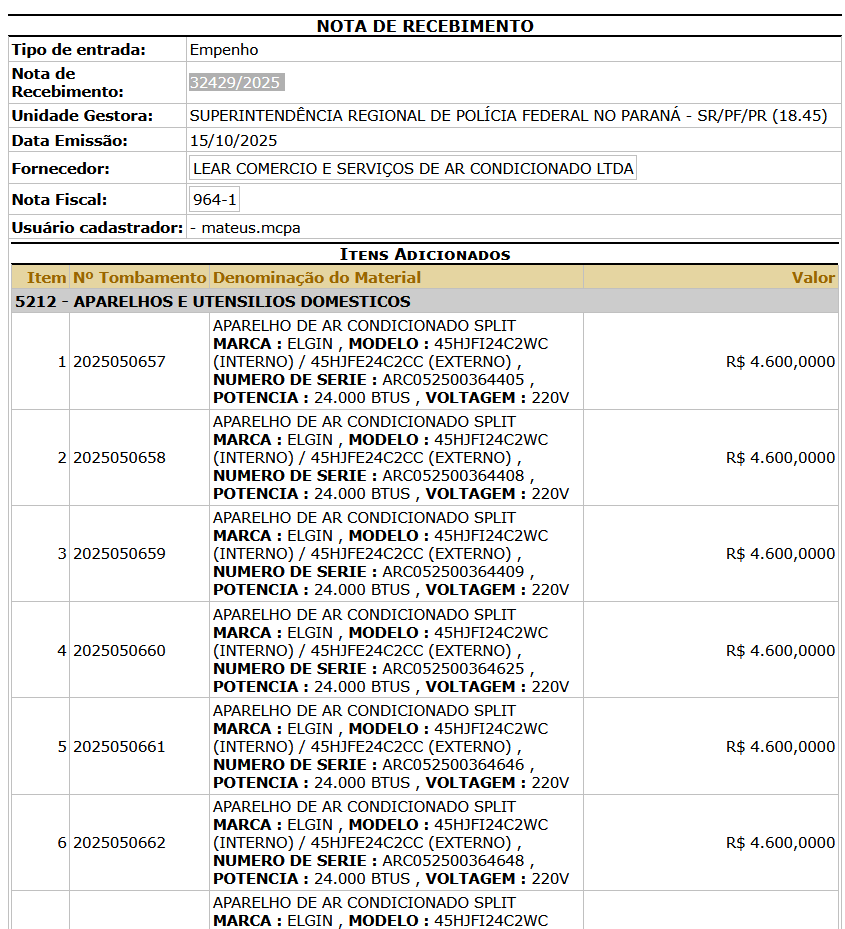 NOTA DE RECEBIMENTO
Tipo de entrada: Empenho
Nota de
Recebimento: 32429/2025
Unidade Gestora: SUPERINTENDÊNCIA REGIONAL DE POLÍCIA FEDERAL NO PARANÁ - SR/PF/PR (18.45)
Data Emissão: 15/10/2025
Fornecedor: LEAR COMERCIO E SERVIÇOS DE AR CONDICIONADO LTDA
Nota Fiscal: 964-1
Usuário cadastrador: - mateus.mcpa
ITENS ADICIONADOS
Item Nº Tombamento Denominação do Material Valor
5212 - APARELHOS E UTENSILIOS DOMESTICOS
APARELHO DE AR CONDICIONADO SPLIT
MARCA : ELGIN , MODELO : 45HJFI24C2WC
1 2025050657 (INTERNO) / 45HJFE24C2CC (EXTERNO) , R$ 4.600,0000
NUMERO DE SERIE : ARC052500364405 ,
POTENCIA : 24.000 BTUS , VOLTAGEM : 220V
APARELHO DE AR CONDICIONADO SPLIT
MARCA : ELGIN , MODELO : 45HJFI24C2WC
2 2025050658 (INTERNO) / 45HJFE24C2CC (EXTERNO) , R$ 4.600,0000
NUMERO DE SERIE : ARC052500364408 ,
POTENCIA : 24.000 BTUS , VOLTAGEM : 220V
APARELHO DE AR CONDICIONADO SPLIT
MARCA : ELGIN , MODELO : 45HJFI24C2WC
3 2025050659 (INTERNO) / 45HJFE24C2CC (EXTERNO) , R$ 4.600,0000
NUMERO DE SERIE : ARC052500364409 ,
POTENCIA : 24.000 BTUS , VOLTAGEM : 220V
APARELHO DE AR CONDICIONADO SPLIT
MARCA : ELGIN , MODELO : 45HJFI24C2WC
4 2025050660 (INTERNO) / 45HJFE24C2CC (EXTERNO) , R$ 4.600,0000
NUMERO DE SERIE : ARC052500364625 ,
POTENCIA : 24.000 BTUS , VOLTAGEM : 220V
APARELHO DE AR CONDICIONADO SPLIT
MARCA : ELGIN , MODELO : 45HJFI24C2WC
5 2025050661 (INTERNO) / 45HJFE24C2CC (EXTERNO) , R$ 4.600,0000
NUMERO DE SERIE : ARC052500364646 ,
POTENCIA : 24.000 BTUS , VOLTAGEM : 220V
APARELHO DE AR CONDICIONADO SPLIT
MARCA : ELGIN , MODELO : 45HJFI24C2WC
6 2025050662 (INTERNO) / 45HJFE24C2CC (EXTERNO) , R$ 4.600,0000
NUMERO DE SERIE : ARC052500364648 ,
POTENCIA : 24.000 BTUS , VOLTAGEM : 220V
APARELHO DE AR CONDICIONADO SPLIT
MARCA : ELGIN , MODELO : 45HJFI24C2WC